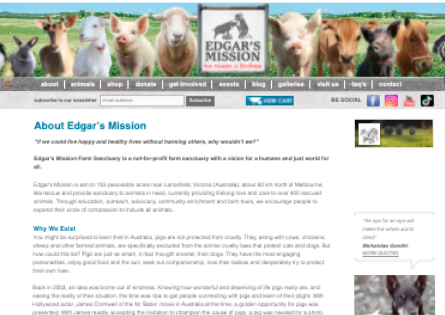 EDGAR'S
MISSION
about animals shop donate get involved events blog galleries visit us faq's contact
subscribe to our newsletter email address Subscribe VIEW CART BE SOCIAL
About Edgar's Mission
"If we could live happy and healthy lives without harming others, why wouldn't we?"
Edgar's Mission Farm Sanctuary is a not-for-profit farm sanctuary with a vision for a humane and just world for
all.
Edgar's Mission is set on 153 peaceable acres near Lancefield, Victoria (Australia), about 60 km north of Melbourne.
We rescue and provide sanctuary to animals in need, currently providing lifelong love and care to over 450 rescued
animals. Through education, outreach, advocacy, community enrichment and farm tours, we encourage people to
expand their circle of compassion to include all animals.
Why We Exist
You might be surprised to learn that in Australia, pigs are not protected from cruelty. They along with cows, chickens,
sheep and other farmed animals, are specifically excluded from the animal cruelty laws that protect cats and dogs. But
how could this be? Pigs are just as smart, in fact though smarter, than dogs. They have the most engaging
personalities, enjoy good food and the sun, seek out companionship, love their babies and desperately try to protect
their own lives.
Back in 2003, an idea was borne out of kindness. Knowing how wonderful and deserving of life pigs really are, and
seeing the reality of their situation, the time was ripe to get people connecting with pigs and team of their plight. With
Hollywood actor, James Cromwell of the Mr 'Babe' movie in Australia at the time, a golden opportunity for pigs was
presented. With James readily accepting the invitation to champion the cause of pigs, a pig was needed for a photo
"An eye for an eye will
make the whole world
blind"
Mohandas Gandhi
MORE QUOTES